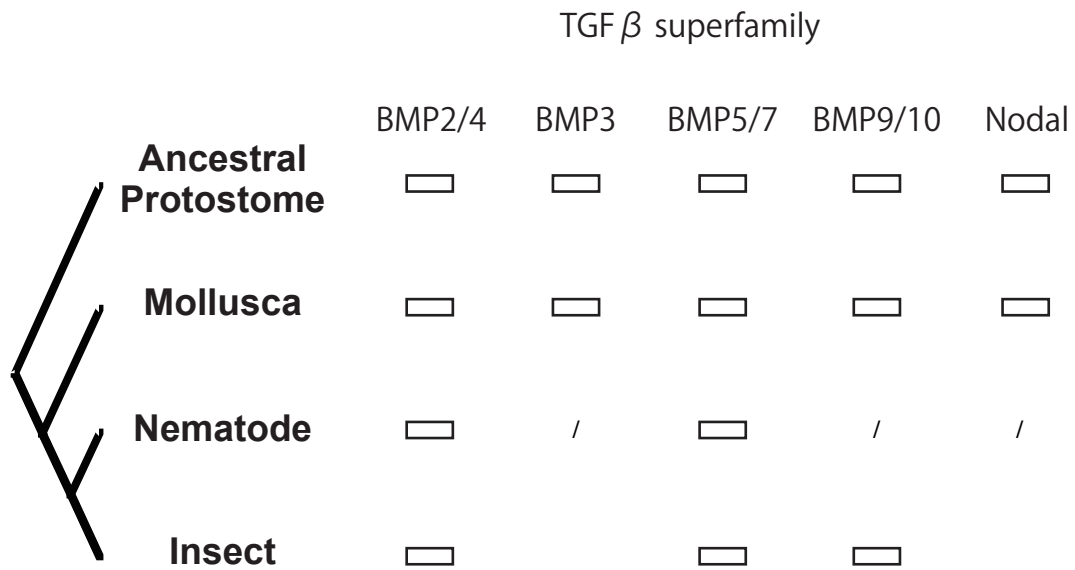 TGF β superfamily
BMP2/4 BMP3 BMP5/7 BMP9/10 Nodal
Ancestral
Protostome
Mollusca
Nematode / / /
Insect